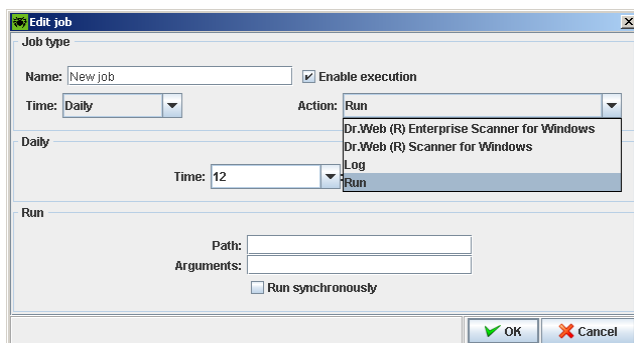 Edit job
Job type
Name: New job Enable execution
Time: Daily Action: Run
Dr.Web (R) Enterprise Scanner for Windows
Dr.Web (R) Scanner for Windows
Log
Run
Daily
Time: 12
Run
Path:
Arguments:
Run synchronously
OK Cancel